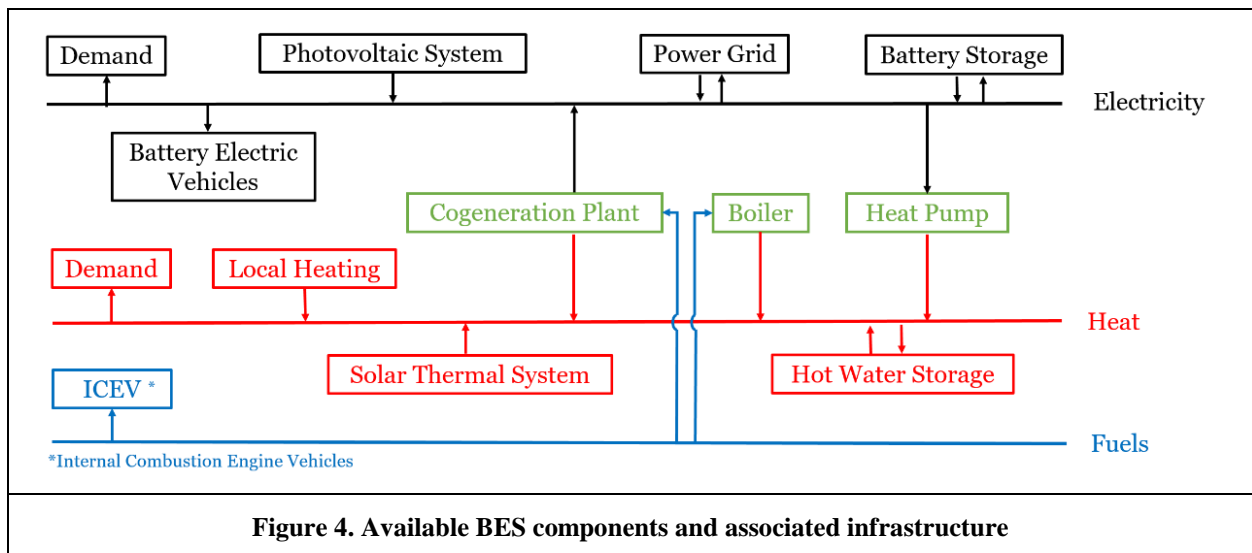 Demand
Photovoltaic System
Power Grid
Battery Storage
Electricity
Battery Electric
Vehicles
Cogeneration Plant
Boiler
Heat Pump
Demand
Local Heating
Heat
Solar Thermal System
Hot Water Storage
ICEV *
Fuels
*Internal Combustion Engine Vehicles
Figure 4. Available BES components and associated infrastructure